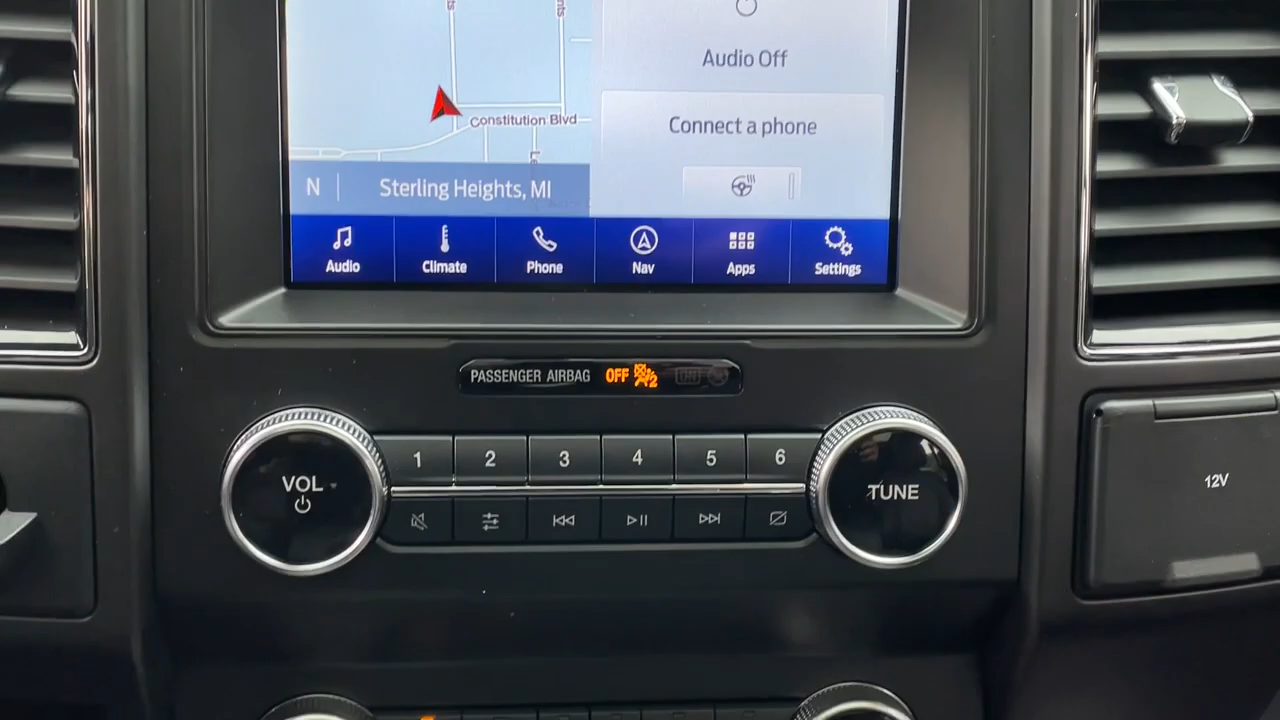 Audio Off
Constitution Blvd
Connect a phone
N
Sterling Heights, MI
Audio
Climate
Phone
Nav
Apps
Settings
PASSENGER AIRBAG OFF ON
1
2
3
4
5
6
VOL
TUNE
12V